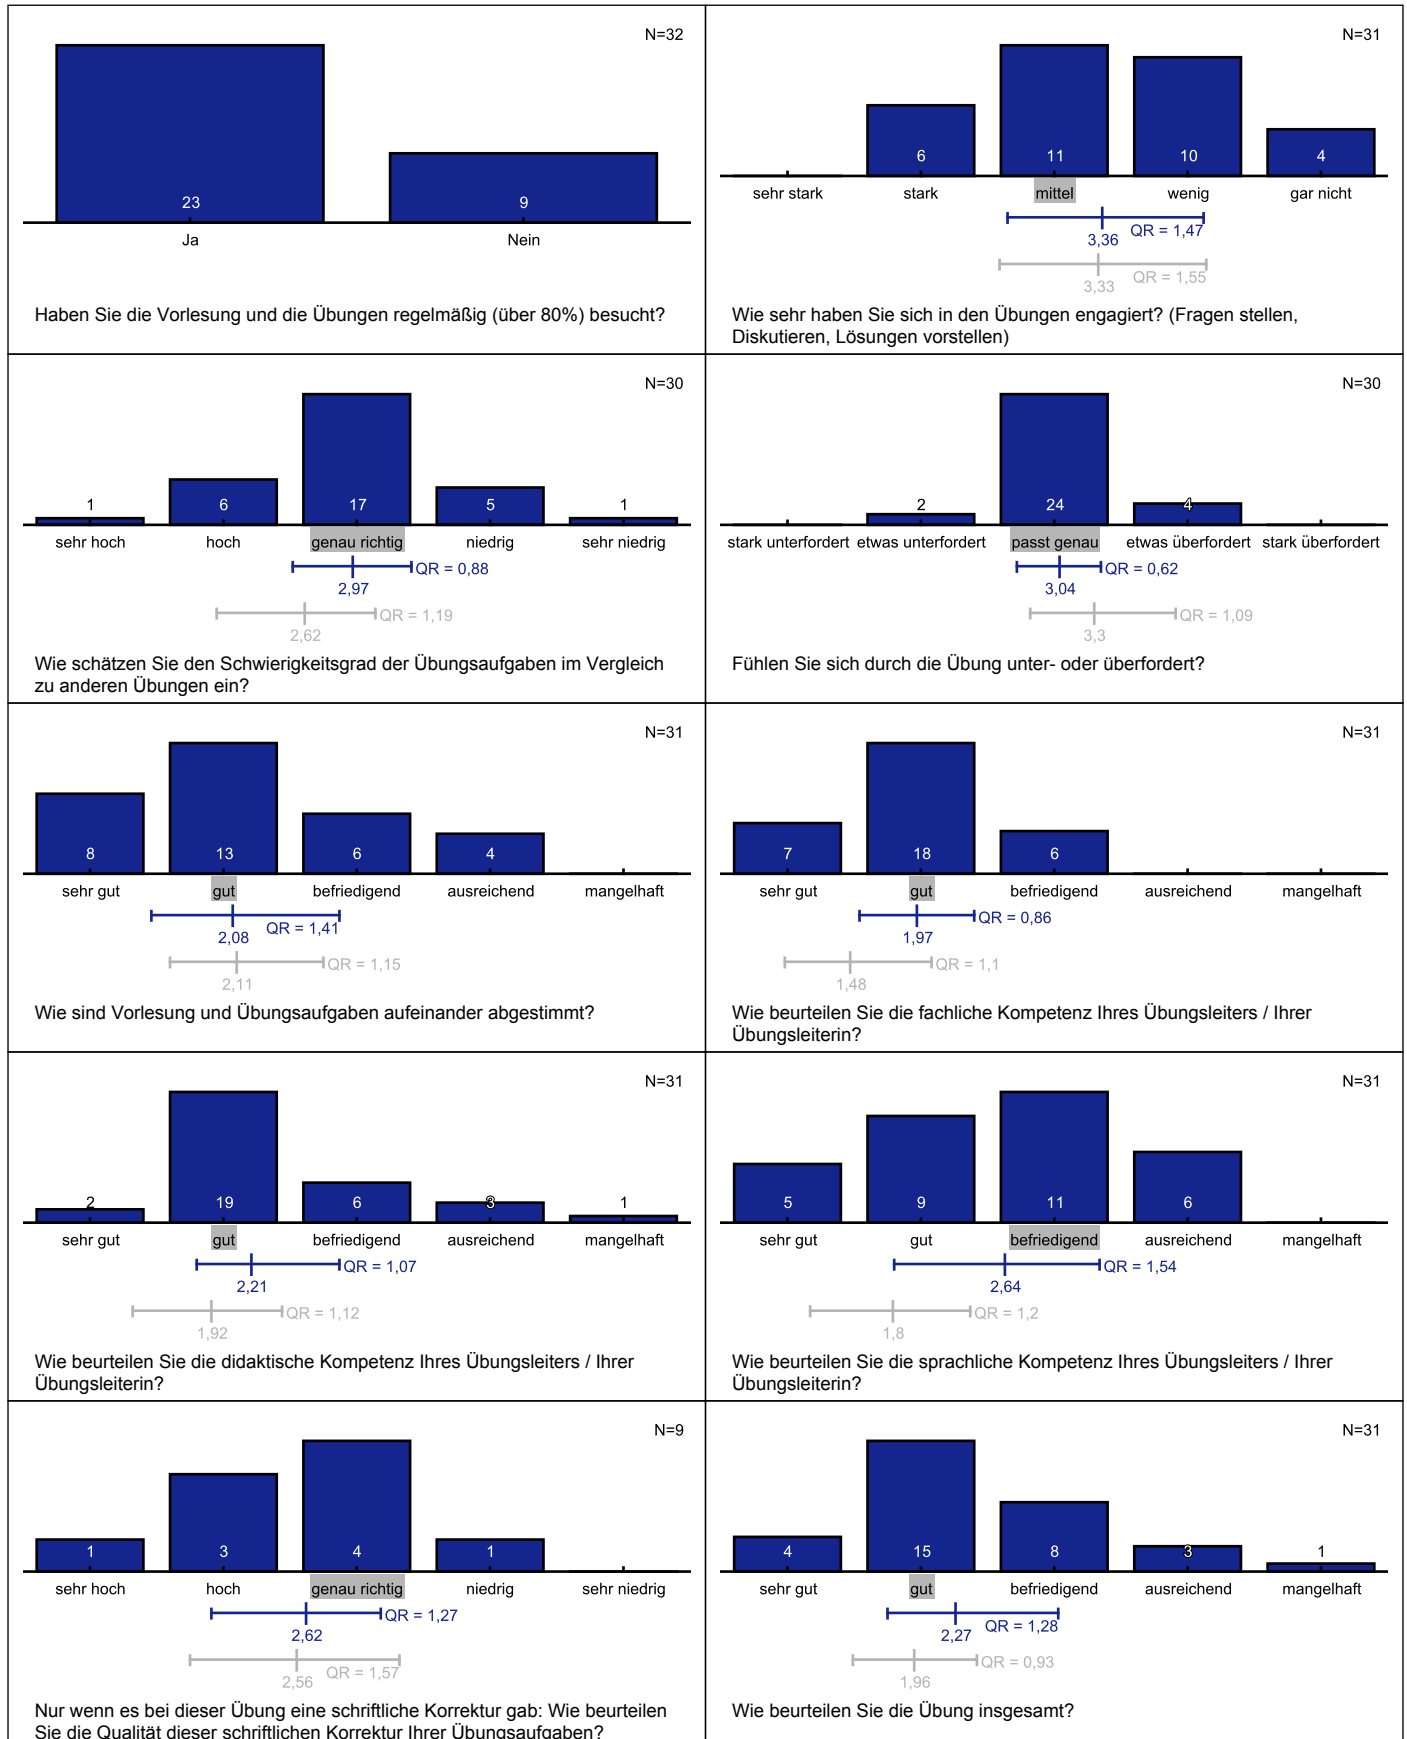 N=32
23
9
Ja
Nein
Haben Sie die Vorlesung und die Übungen regelmäßig (über 80%) besucht?
N=31
6
11
10
4
sehr stark
stark
mittel
wenig
gar nicht
QR = 1,47
3,36
QR = 1,55
3,33
Wie sehr haben Sie sich in den Übungen engagiert? (Fragen stellen,
Diskutieren, Lösungen vorstellen)
N=30
1
6
17
5
1
sehr hoch
hoch
genau richtig
niedrig
sehr niedrig
QR = 0,88
2,97
QR = 1,19
2,62
Wie schätzen Sie den Schwierigkeitsgrad der Übungsaufgaben im Vergleich
zu anderen Übungen ein?
N=30
2
24
4
stark unterfordert
etwas unterfordert
passt genau
etwas überfordert
stark überfordert
QR = 0,62
3,04
QR = 1,09
3,3
Fühlen Sie sich durch die Übung unter- oder überfordert?
N=31
8
13
6
4
sehr gut
gut
befriedigend
ausreichend
mangelhaft
QR = 1,41
2,08
QR = 1,15
2,11
Wie sind Vorlesung und Übungsaufgaben aufeinander abgestimmt?
N=31
7
18
6
sehr gut
gut
befriedigend
ausreichend
mangelhaft
QR = 0,86
1,97
QR = 1,1
1,48
Wie beurteilen Sie die fachliche Kompetenz Ihres Übungsleiters / Ihrer
Übungsleiterin?
N=31
2
19
6
3
1
sehr gut
gut
befriedigend
ausreichend
mangelhaft
QR = 1,07
2,21
QR = 1,12
1,92
Wie beurteilen Sie die didaktische Kompetenz Ihres Übungsleiters / Ihrer
Übungsleiterin?
N=31
5
9
11
6
sehr gut
gut
befriedigend
ausreichend
mangelhaft
QR = 1,54
2,64
QR = 1,2
1,8
Wie beurteilen Sie die sprachliche Kompetenz Ihres Übungsleiters / Ihrer
Übungsleiterin?
N=9
1
3
4
1
sehr hoch
hoch
genau richtig
niedrig
sehr niedrig
QR = 1,27
2,62
QR = 1,57
2,56
Nur wenn es bei dieser Übung eine schriftliche Korrektur gab: Wie beurteilen
Sie die Qualität dieser schriftlichen Korrektur Ihrer Übungsaufgaben?
N=31
4
15
8
3
1
sehr gut
gut
befriedigend
ausreichend
mangelhaft
QR = 1,28
2,27
QR = 0,93
1,96
Wie beurteilen Sie die Übung insgesamt?